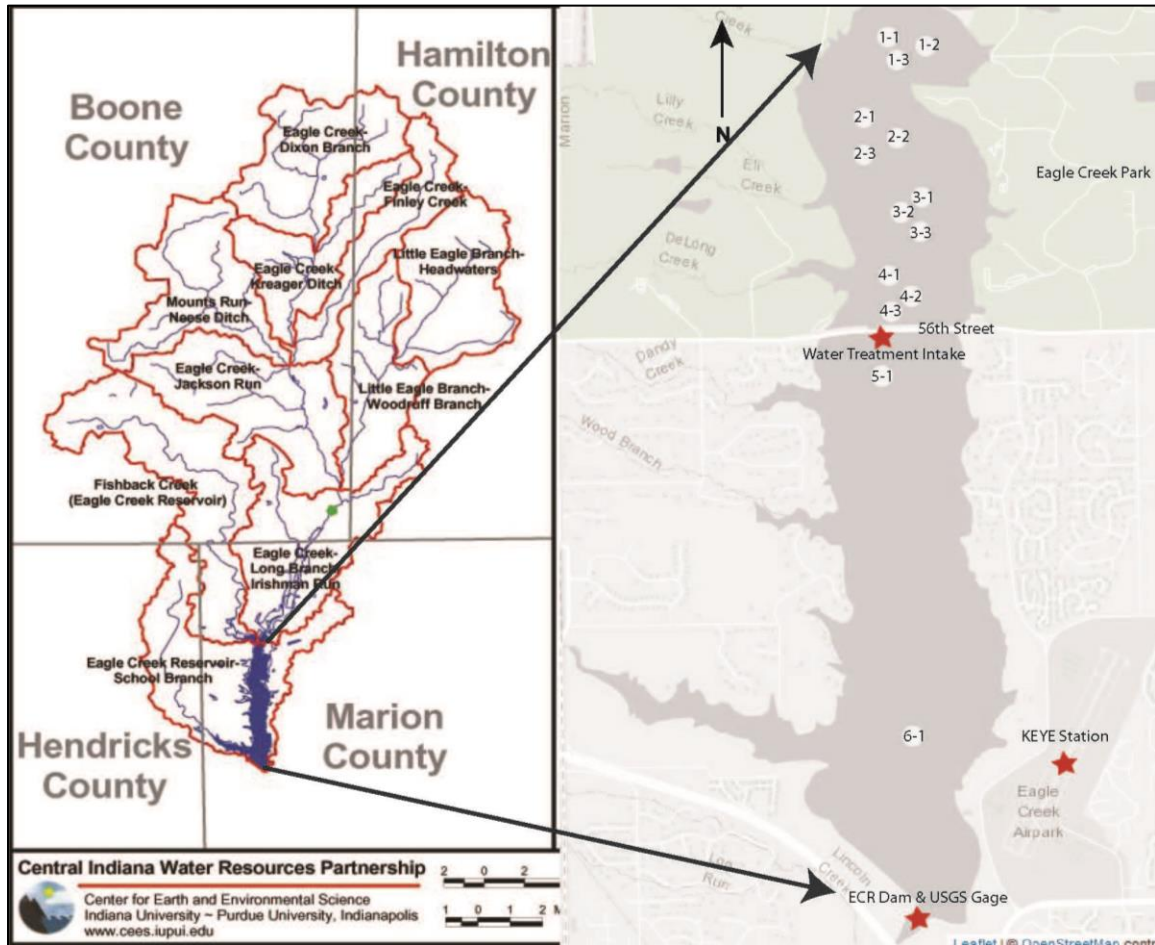 Hamilton
County
Boone
County
Eagle Creek-
Dixon Branch
Eagle Creek-
Finley Creek
Little Eagle Branch-
Headwaters
Eagle Creek-
Kreager Ditch
Mounts Run-
Neese Ditch
Eagle Creek-
Jackson Run
Little Eagle Branch-
Woodruff Branch
Fishback Creek
(Eagle Creek Reservoir)
Eagle Creek-
Long Branch-
Irishman Run
Eagle Creek Reservoir-
School Branch
Hendricks
County
Marion
County
Central Indiana Water Resources Partnership
Center for Earth and Environmental Science
Indiana University ~ Purdue University, Indianapolis
www.cees.iupui.edu
2 0 2
1 0 1 2 M
Creek
N
Marion
Lilly
Creek
Eli
Creek
DeLong
Creek
1-1
1-2
1-3
2-1
2-2
2-3
Eagle Creek Park
3-1
3-2
3-3
4-1
4-2
4-3
56th Street
Water Treatment Intake
5-1
Dandy
Creek
Wood Branch
6-1
KEYE Station
Eagle
Creek
Airpark
Run
Lincoln
Creek
ECR Dam & USGS Gage
Leaflet | © OpenStreetMap contr